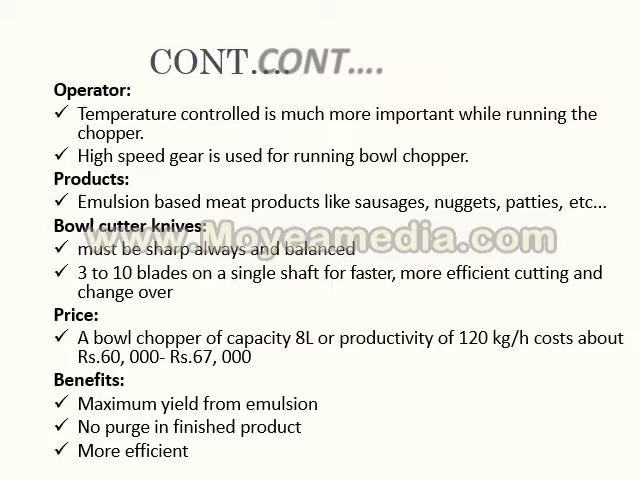 CONT....
CONT....
Operator:
✓ Temperature controlled is much more important while running the
chopper.
✓ High speed gear is used for running bowl chopper.
Products:
✓ Emulsion based meat products like sausages, nuggets, patties, etc...
Bowl cutter knives:
www.Moyeamedia.com
✓ must be sharp always and balanced
✓ 3 to 10 blades on a single shaft for faster, more efficient cutting and
change over
Price:
✓ A bowl chopper of capacity 8L or productivity of 120 kg/h costs about
Rs.60, 000- Rs.67, 000
Benefits:
✓ Maximum yield from emulsion
✓ No purge in finished product
✓ More efficient